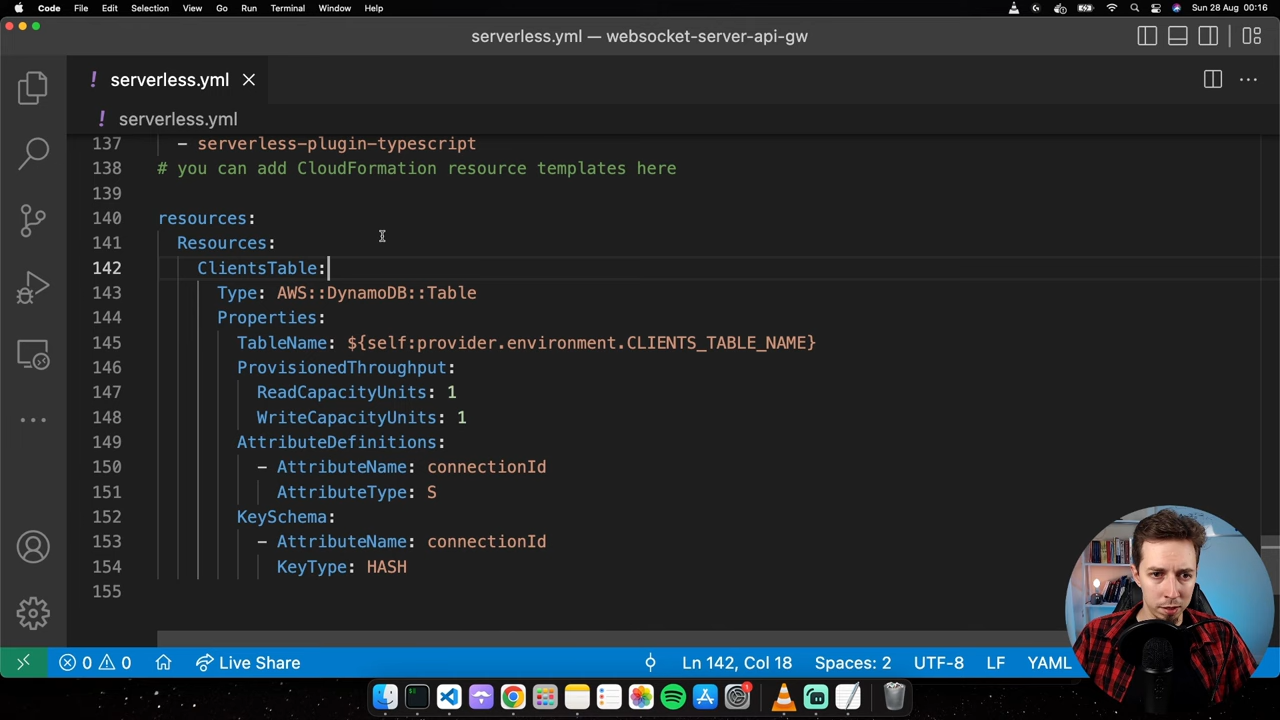 Code File Edit Selection View Go Run Terminal Window Help Sun 28 Aug 00:16
serverless.yml — websocket-server-api-gw
! serverless.yml
! serverless.yml
137 - serverless-plugin-typescript
138 # you can add CloudFormation resource templates here
139
140 resources:
141 Resources:
142 ClientsTable:
143 Type: AWS::DynamoDB::Table
144 Properties:
145 TableName: ${self:provider.environment.CLIENTS_TABLE_NAME}
146 ProvisionedThroughput:
147 ReadCapacityUnits: 1
148 WriteCapacityUnits: 1
149 AttributeDefinitions:
150 - AttributeName: connectionId
151 AttributeType: S
152 KeySchema:
153 - AttributeName: connectionId
154 KeyType: HASH
155
0 0 Live Share Ln 142, Col 18 Spaces: 2 UTF-8 LF YAML
1